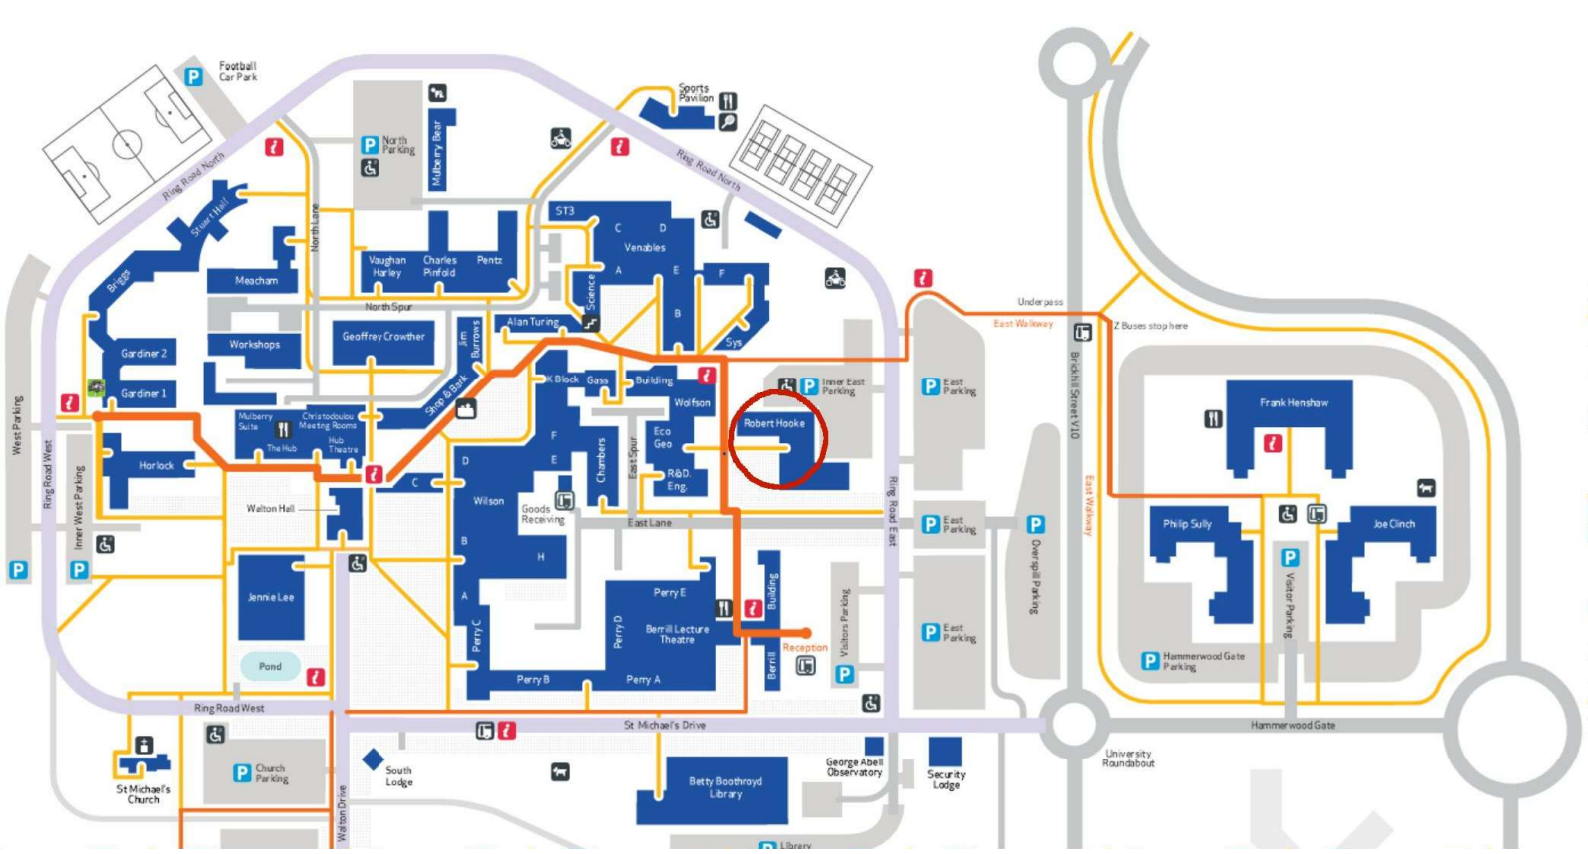 Football
Car Park
Sports
Pavilion
Ring Road North
Ring Road North
P
North
Parking
Mulberry Bear
Stuart Hall
North Lane
ST3
C
D
Venables
A
E
F
B
Science
Vaughan
Harley
Charles
Pinfold
Pentz
Meacham
Briggs
North Spur
Alan Turing
Sys
Underpass
East Walkway
Z Buses stop here
Geoffrey Crowther
Jim
Burrows
Workshops
Gardiner 2
Gardiner 1
Shop & Bank
K Block
Gass
Building
Wolfson
P
Inner East
Parking
P
East
Parking
Brickhill Street V10
Frank Henshaw
West Parking
Mulberry
Suite
Christodoulou
Meeting Rooms
The Hub
Hub
Theatre
Robert Hooke
Eco
Geo
R&D.
Eng.
Chambers
East Spur
F
E
D
C
Wilson
Horlock
Ring Road West
Inner West Parking
Walton Hall
Goods
Receiving
East Lane
Ring Road East
P
East
Parking
P
Overspill Parking
East Walkway
Philip Sully
Joe Clinch
P
Visitor Parking
P
P
B
H
A
Jennie Lee
Perry C
Perry D
Perry E
Berrill Lecture
Theatre
Building
Berrill
Reception
Visitors Parking
P
P
East
Parking
P
Hammerwood Gate
Parking
Pond
Perry B
Perry A
Ring Road West
St Michael's Drive
Hammerwood Gate
University
Roundabout
St Michael's
Church
P
Church
Parking
Walton Drive
South
Lodge
Betty Boothroyd
Library
George Abell
Observatory
Security
Lodge
P
Library